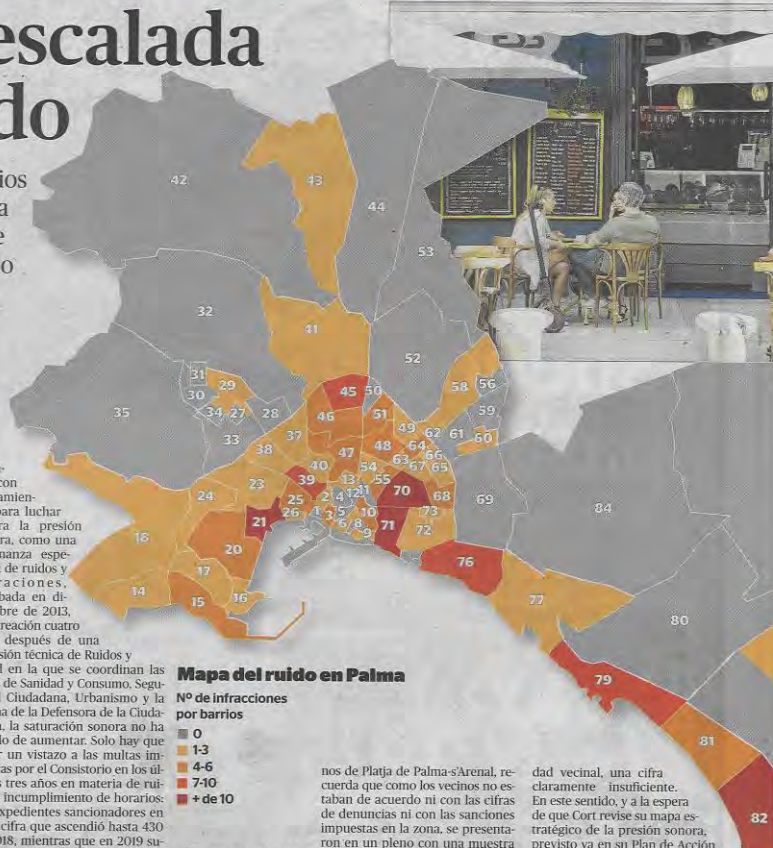 escalada
do
ios
a
e
o
con
amien-
para luchar
ra la presión
ra, como una
nanza espe-
l de ruidos y
raciones,
bada en di-
bre de 2013,
reación cuatro
después de una
sión técnica de Ruidos y
d en la que se coordinan las
de Sanidad y Consumo, Segu-
Ciudadana, Urbanismo y la
na de la Defensora de la Ciuda-
, la saturación sonora no ha
do de aumentar. Solo hay que
r un vistazo a las multas im-
as por el Consistorio en los úl-
s tres años en materia de rui-
incumplimiento de horarios:
xpedientes sancionadores en
cifra que ascendió hasta 430
018, mientras que en 2019 su-
42
43
44
53
32
41
52
31
29
30
34
27
28
33
35
45
50
58
56
59
46
51
49
62
61
60
37
38
47
48
64
66
63
67
65
40
54
13
55
39
23
24
25
26
2
4
12
11
1
3
5
6
8
10
9
70
68
73
71
72
69
84
18
21
20
17
14
15
16
76
77
80
79
81
82
Mapa del ruido en Palma
Nº de infracciones
por barrios
0
1-3
4-6
7-10
+ de 10
nos de Platja de Palma-s'Arenal, re-
cuerda que como los vecinos no es-
taban de acuerdo ni con las cifras
de denuncias ni con las sanciones
impuestas en la zona, se presenta-
ron en un pleno con una muestra
dad vecinal, una cifra
claramente insuficiente.
En este sentido, y a la espera
de que Cort revise su mapa es-
tratégico de la presión sonora,
previsto ya en su Plan de Acción